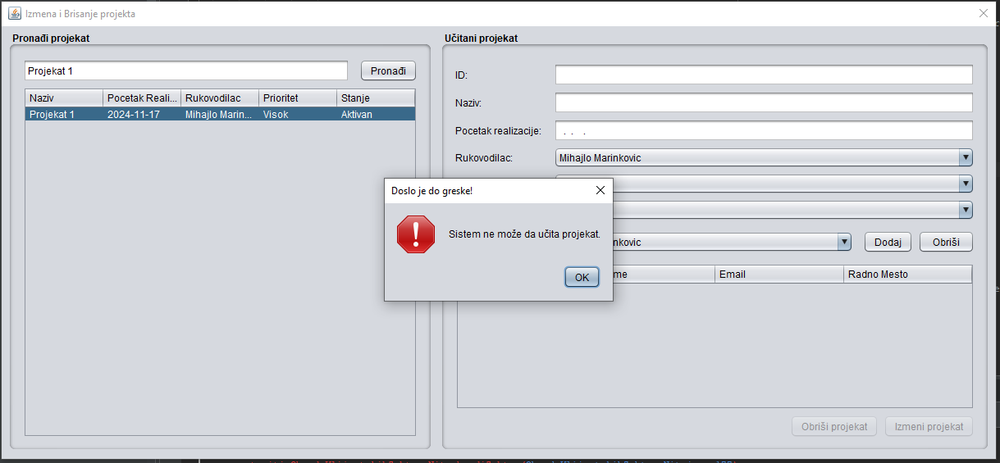 Izmena i Brisanje projekta
Pronađi projekat
Projekat 1
Pronađi
Naziv Pocetak Reali... Rukovodilac Prioritet Stanje
Projekat 1 2024-11-17 Mihajlo Marin... Visok Aktivan
Učitani projekat
ID:
Naziv:
Pocetak realizacije: . . .
Rukovodilac: Mihajlo Marinkovic
Doslo je do greske!
Sistem ne može da učita projekat.
OK
nkovic Dodaj Obriši
me Email Radno Mesto
Obriši projekat Izmeni projekat